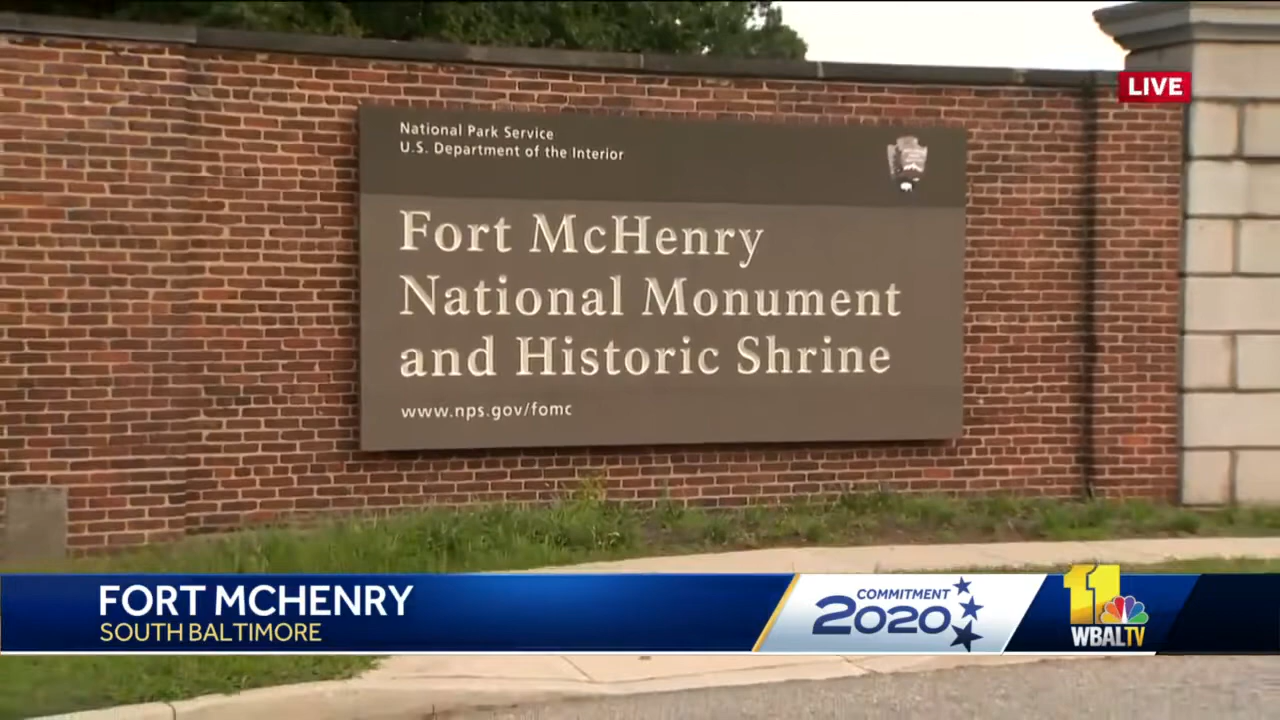 LIVE
National Park Service
U.S. Department of the Interior
Fort McHenry
National Monument
and Historic Shrine
www.nps.gov/fomc
FORT MCHENRY
SOUTH BALTIMORE
COMMITMENT
2020
1
WBALTV